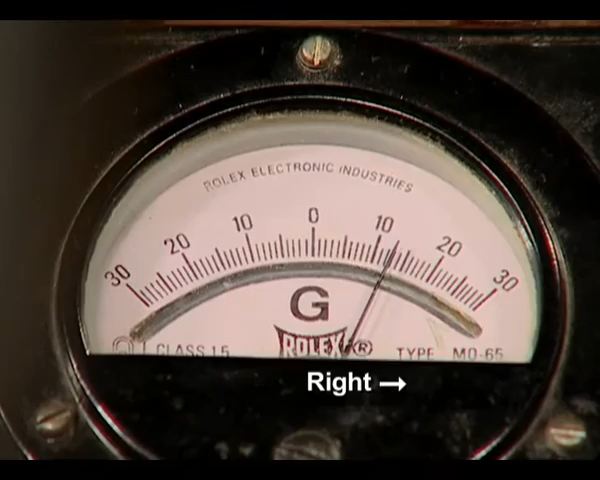 ROLEX ELECTRONIC INDUSTRIES
30 20 10 0 10 20 30
G
ROLEX ®
CLASS 1.5
TYPE MO-65
Right →